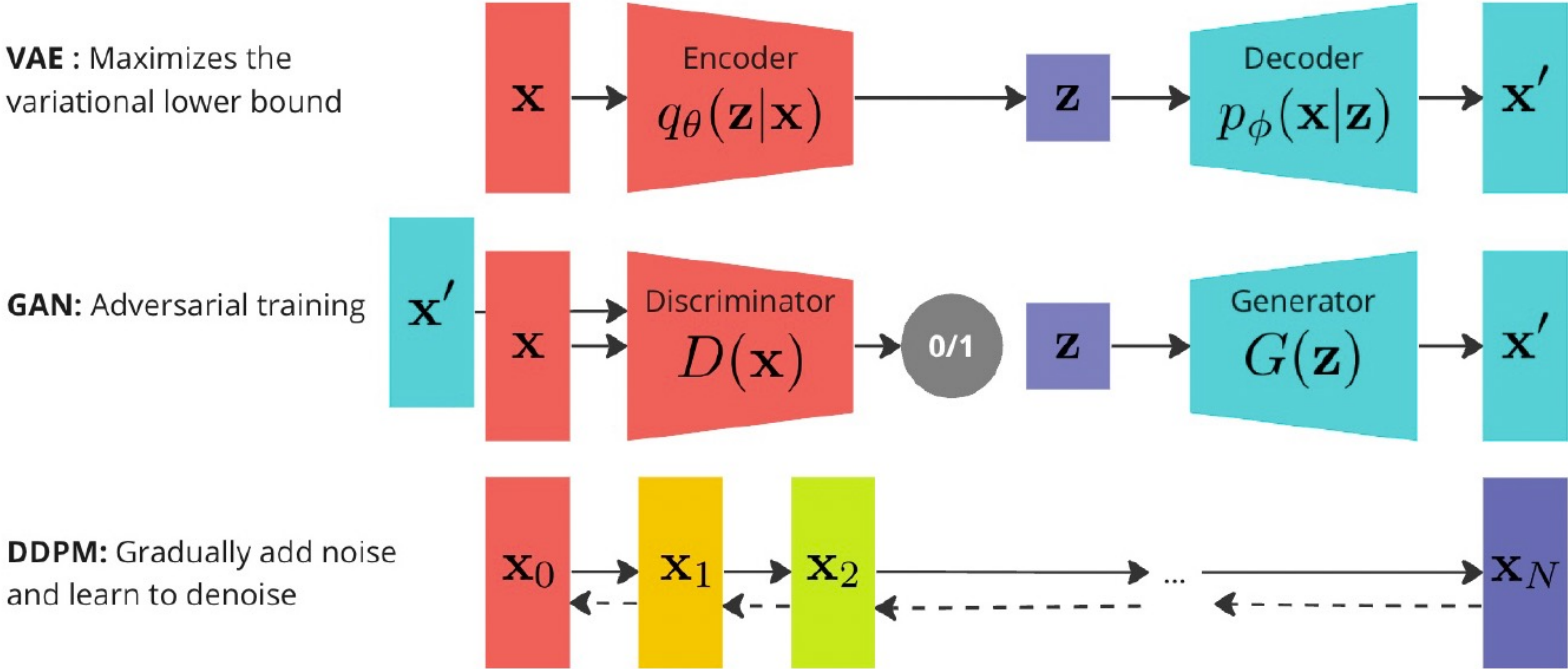 VAE : Maximizes the
variational lower bound
x
Encoder
qθ(z|x)
z
Decoder
pϕ(x|z)
x′
GAN: Adversarial training
x′
x
Discriminator
D(x)
0/1
z
Generator
G(z)
x′
DDPM: Gradually add noise
and learn to denoise
x0
x1
x2
...
xN